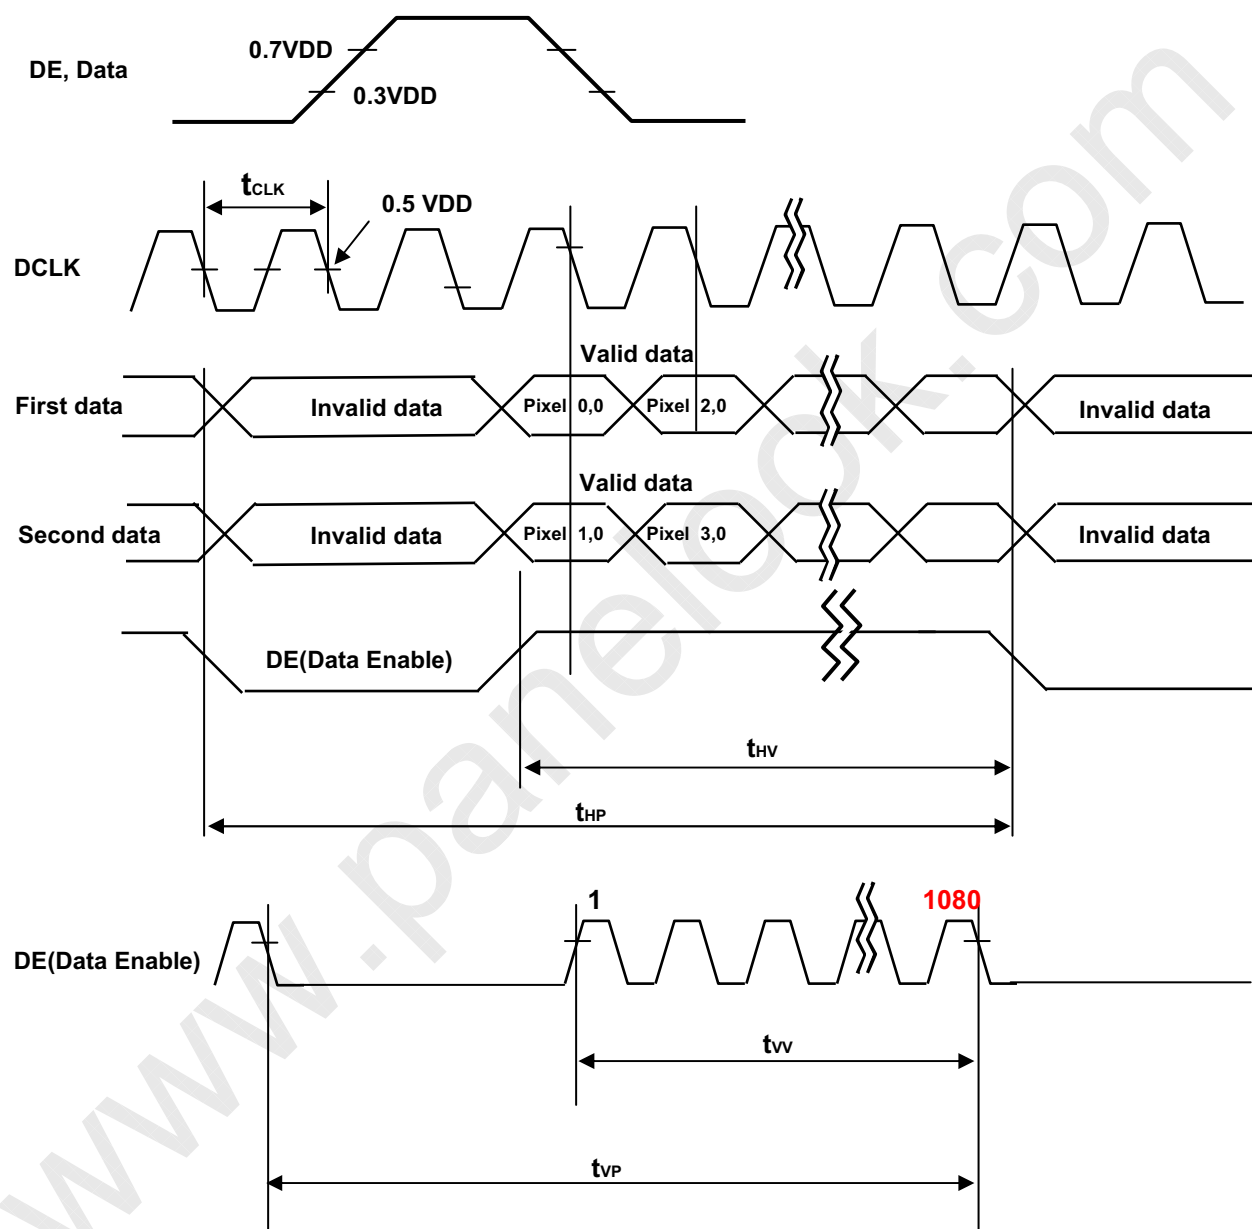 0.7VDD
DE, Data
0.3VDD
tCLK
0.5 VDD
DCLK
Valid data
First data
Invalid data
Pixel 0,0
Pixel 2,0
Invalid data
Valid data
Second data
Invalid data
Pixel 1,0
Pixel 3,0
Invalid data
DE(Data Enable)
tHV
tHP
1
1080
DE(Data Enable)
tVV
tVP
www.panelook.com